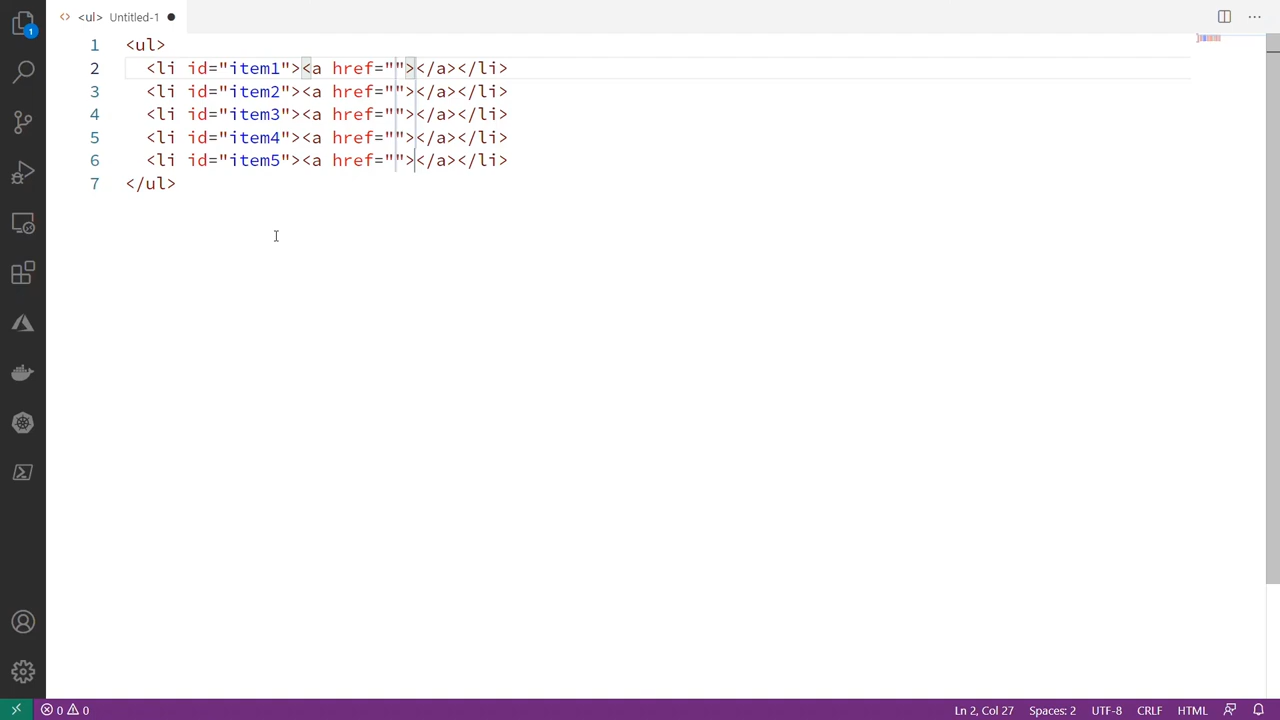 <ul> Untitled-1
1
1 <ul>
2 <li id="item1"><a href=""></a></li>
3 <li id="item2"><a href=""></a></li>
4 <li id="item3"><a href=""></a></li>
5 <li id="item4"><a href=""></a></li>
6 <li id="item5"><a href=""></a></li>
7 </ul>
0 0 Ln 2, Col 27 Spaces: 2 UTF-8 CRLF HTML